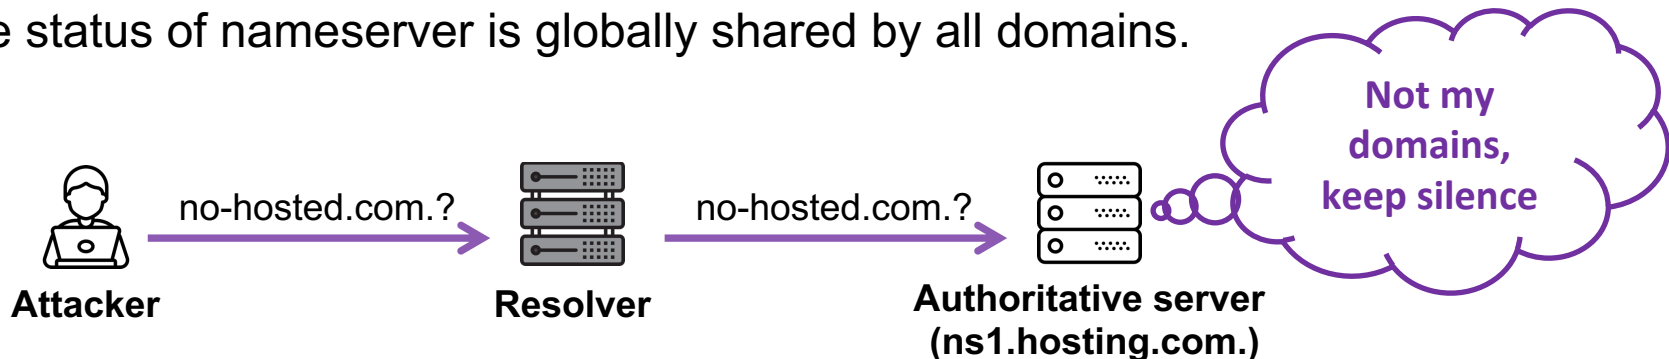 e status of nameserver is globally shared by all domains.
Not my
domains,
keep silence
no-hosted.com.?
no-hosted.com.?
Attacker
Resolver
Authoritative server
(ns1.hosting.com.)